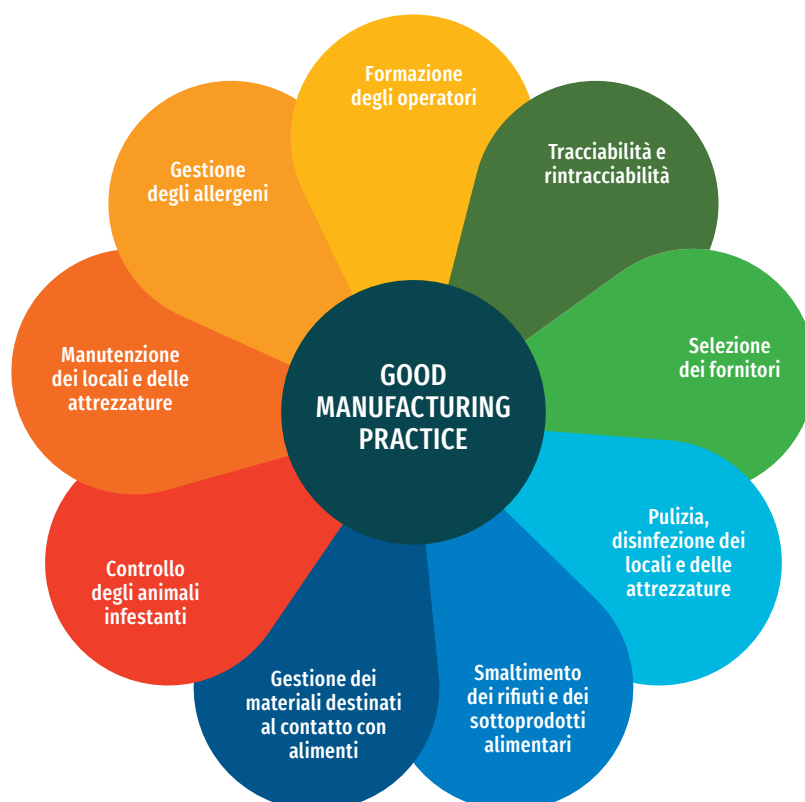 Formazione
degli operatori
Tracciabilità e
rintracciabilità
Selezione
dei fornitori
Pulizia,
disinfezione dei
locali e delle
attrezzature
Smaltimento
dei rifiuti e dei
sottoprodotti
alimentari
Gestione dei
materiali destinati
al contatto con
alimenti
Controllo
degli animali
infestanti
Manutenzione
dei locali e delle
attrezzature
Gestione
degli allergeni
GOOD
MANUFACTURING
PRACTICE